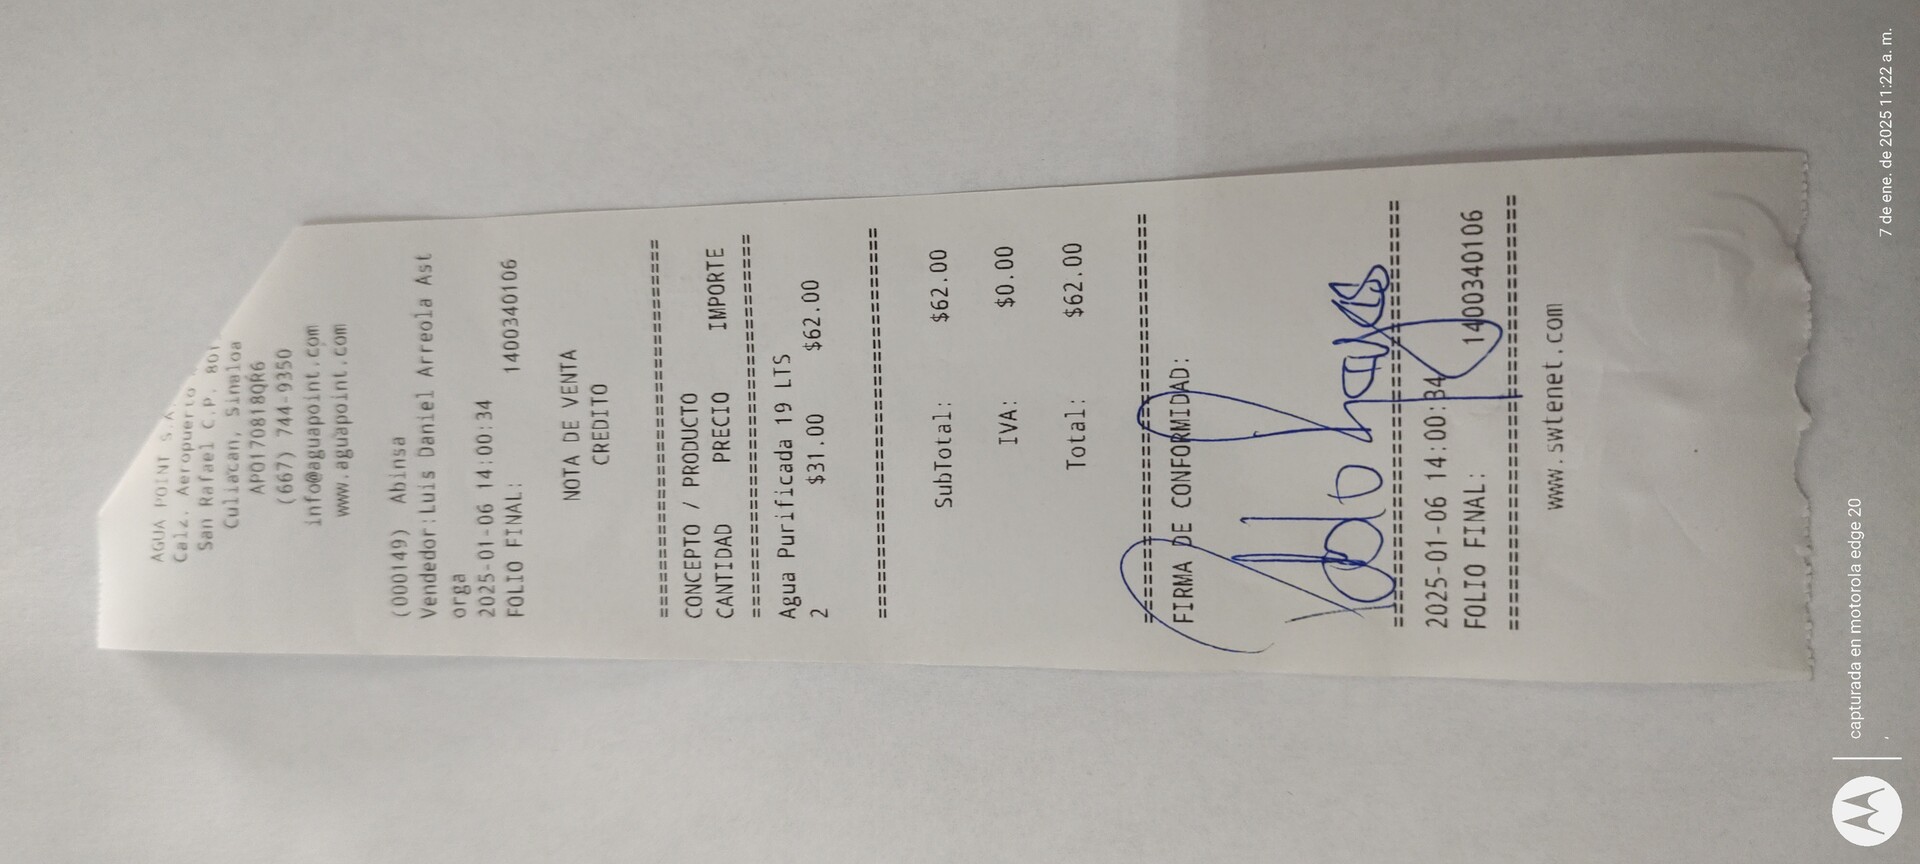 AGUA POINT S.A
Calz. Aeropuerto
San Rafael C.P. 801
Culiacan, Sinaloa
APO170818QR6
(667) 744-9350
info@aguapoint.com
www.aguapoint.com
(000149) Abinsa
Vendedor:Luis Daniel Arreola Ast
orga
2025-01-06 14:00:34
FOLIO FINAL: 1400340106
NOTA DE VENTA
CREDITO
================================
CONCEPTO / PRODUCTO
CANTIDAD PRECIO IMPORTE
================================
Agua Purificada 19 LTS
2 $31.00 $62.00
================================
SubTotal: $62.00
IVA: $0.00
Total: $62.00
================================
FIRMA DE CONFORMIDAD:
================================
2025-01-06 14:00:34
FOLIO FINAL: 1400340106
================================
www.swtenet.com
capturada en motorola edge 20
7 de ene. de 2025 11:22 a. m.